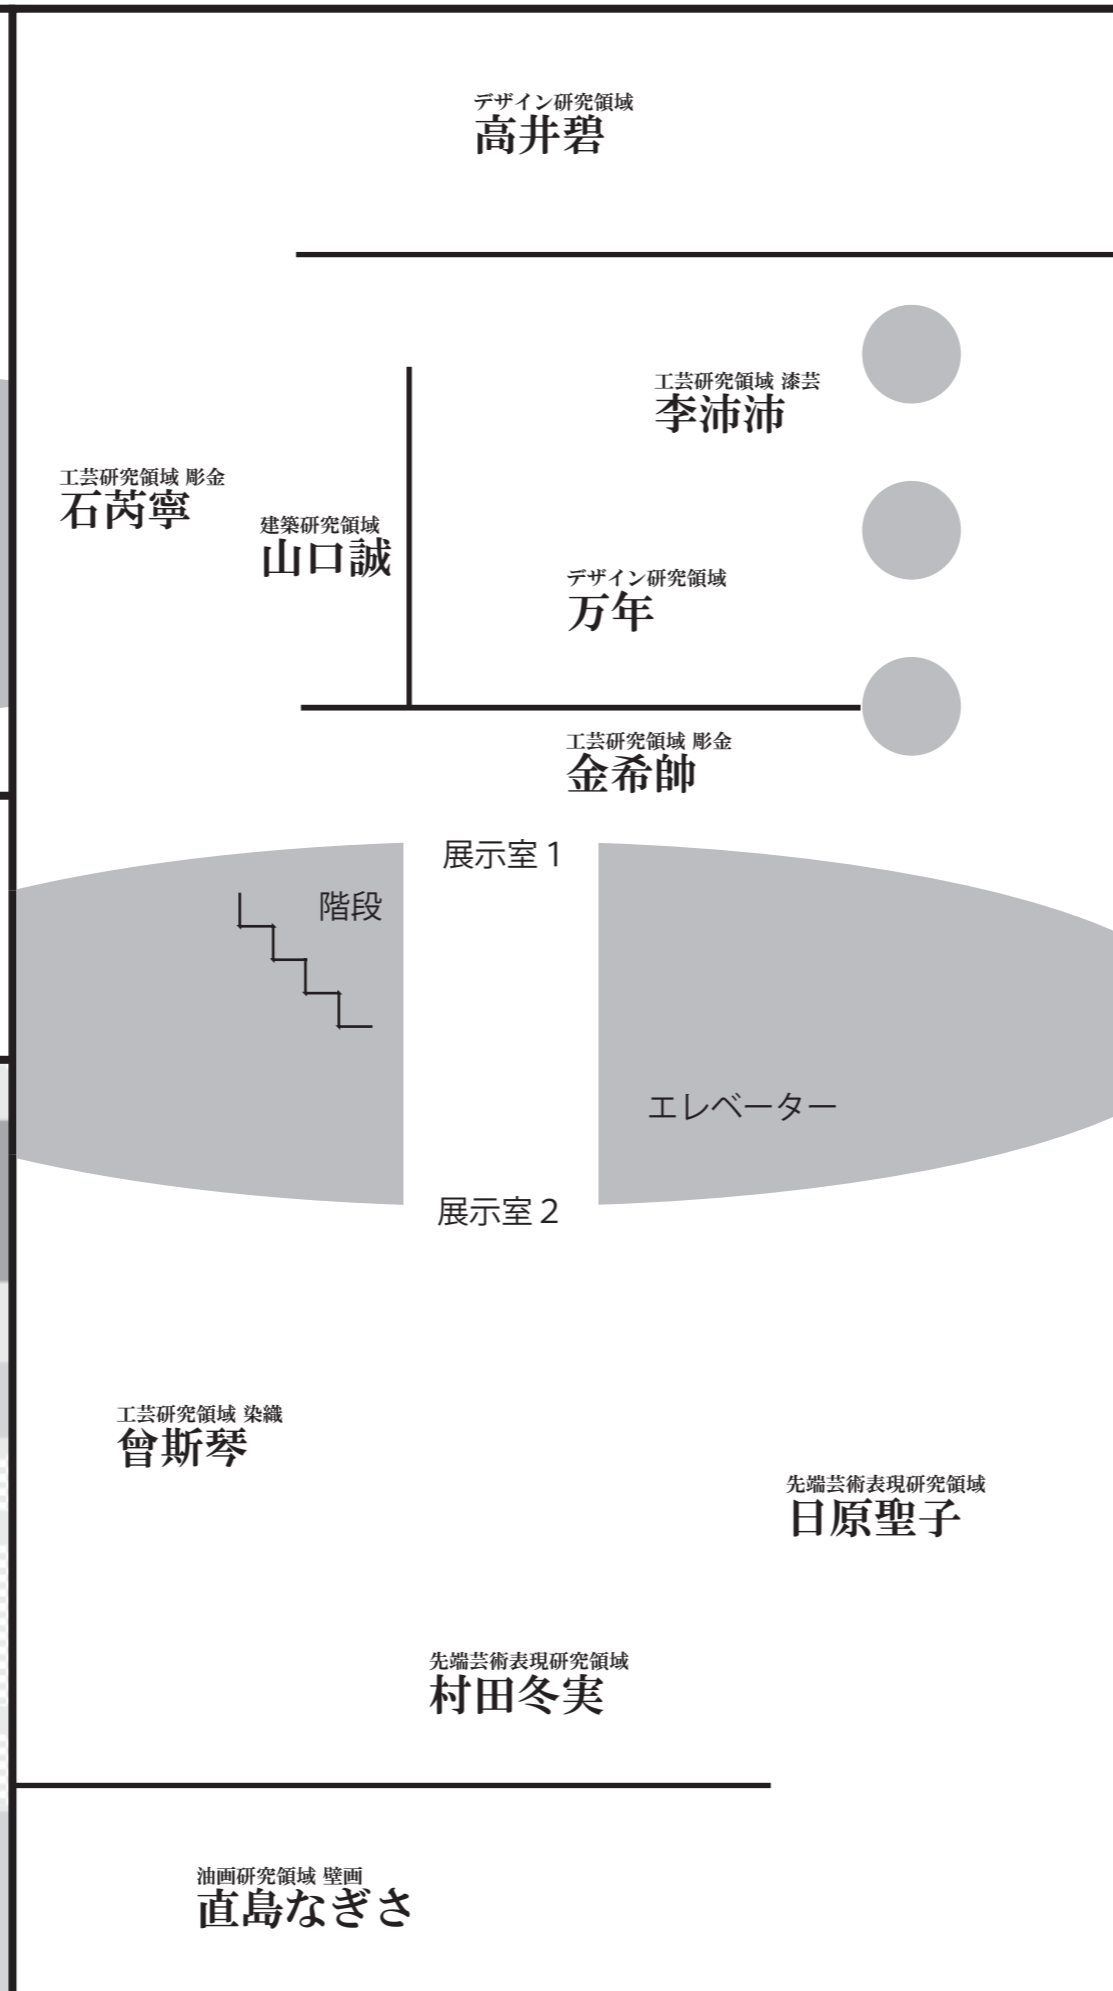 デザイン研究領域
高井碧
工芸研究領域 漆芸
李沛沛
工芸研究領域 彫金
石芮寧
建築研究領域
山口誠
デザイン研究領域
万年
工芸研究領域 彫金
金希帥
展示室 1
階段
エレベーター
展示室 2
工芸研究領域 染織
曾斯琴
先端芸術表現研究領域
日原聖子
先端芸術表現研究領域
村田冬実
油画研究領域 壁画
直島なぎさ